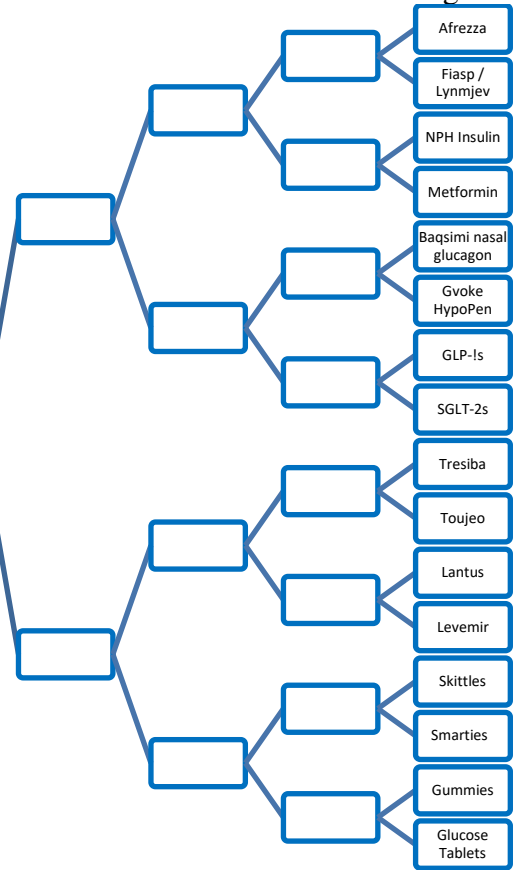 Afrezza
Fiasp /
Lynmjev
NPH Insulin
Metformin
Baqsimi nasal
glucagon
Gvoke
HypoPen
GLP-!s
SGLT-2s
Tresiba
Toujeo
Lantus
Levemir
Skittles
Smarties
Gummies
Glucose
Tablets